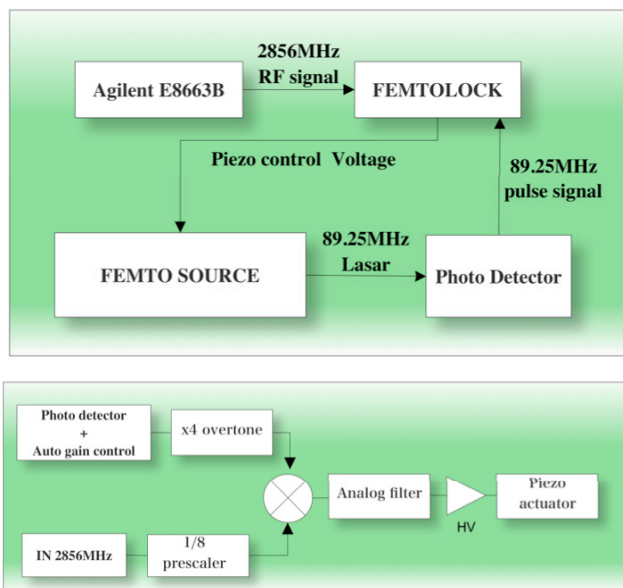 2856MHz
RF signal
Agilent E8663B
FEMTOLOCK
Piezo control Voltage
89.25MHz
pulse signal
89.25MHz
Lasar
FEMTO SOURCE
Photo Detector
Photo detector
+
Auto gain control
x4 overtone
Analog filter
HV
Piezo
actuator
IN 2856MHz
1/8
prescaler